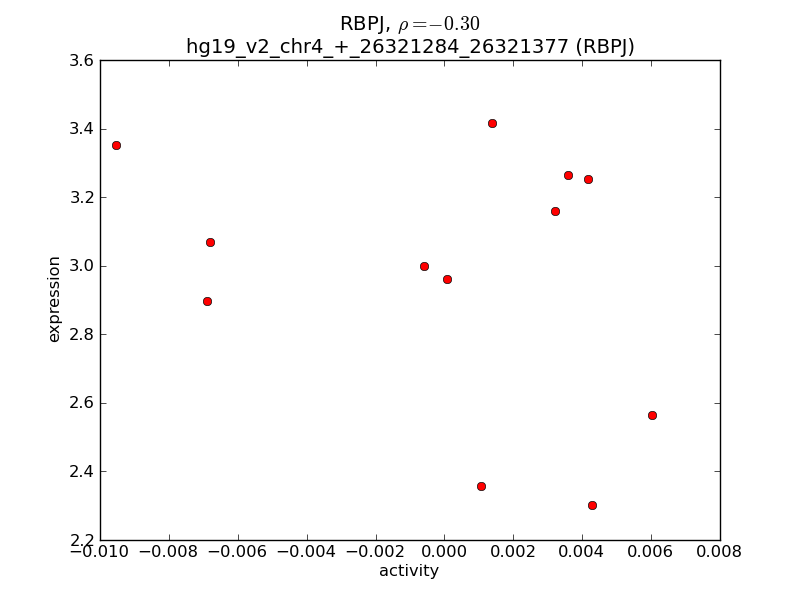 RBPJ, ρ=−0.30
hg19_v2_chr4_+_26321284_26321377 (RBPJ)
3.6
3.4
3.2
3.0
2.8
2.6
2.4
2.2
expression
−0.010 −0.008 −0.006 −0.004 −0.002 0.000 0.002 0.004 0.006 0.008
activity